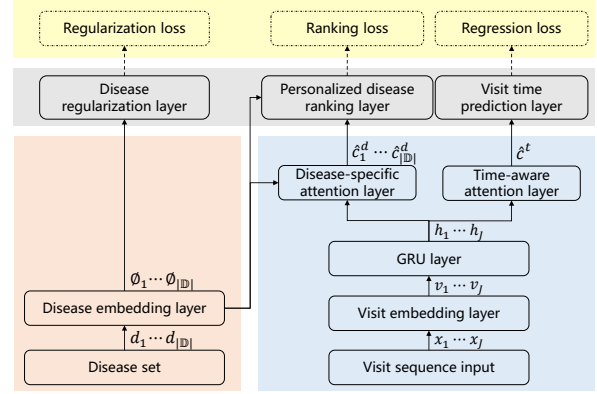 Regularization loss
Ranking loss
Regression loss
Disease
regularization layer
Personalized disease
ranking layer
Visit time
prediction layer
ĉ₁ᵈ ⋯ ĉ|𝔻|ᵈ
ĉᵗ
Disease-specific
attention layer
Time-aware
attention layer
h₁ ⋯ h_J
GRU layer
∅₁ ⋯ ∅|𝔻|
v₁ ⋯ v_J
Disease embedding layer
Visit embedding layer
d₁ ⋯ d|𝔻|
x₁ ⋯ x_J
Disease set
Visit sequence input